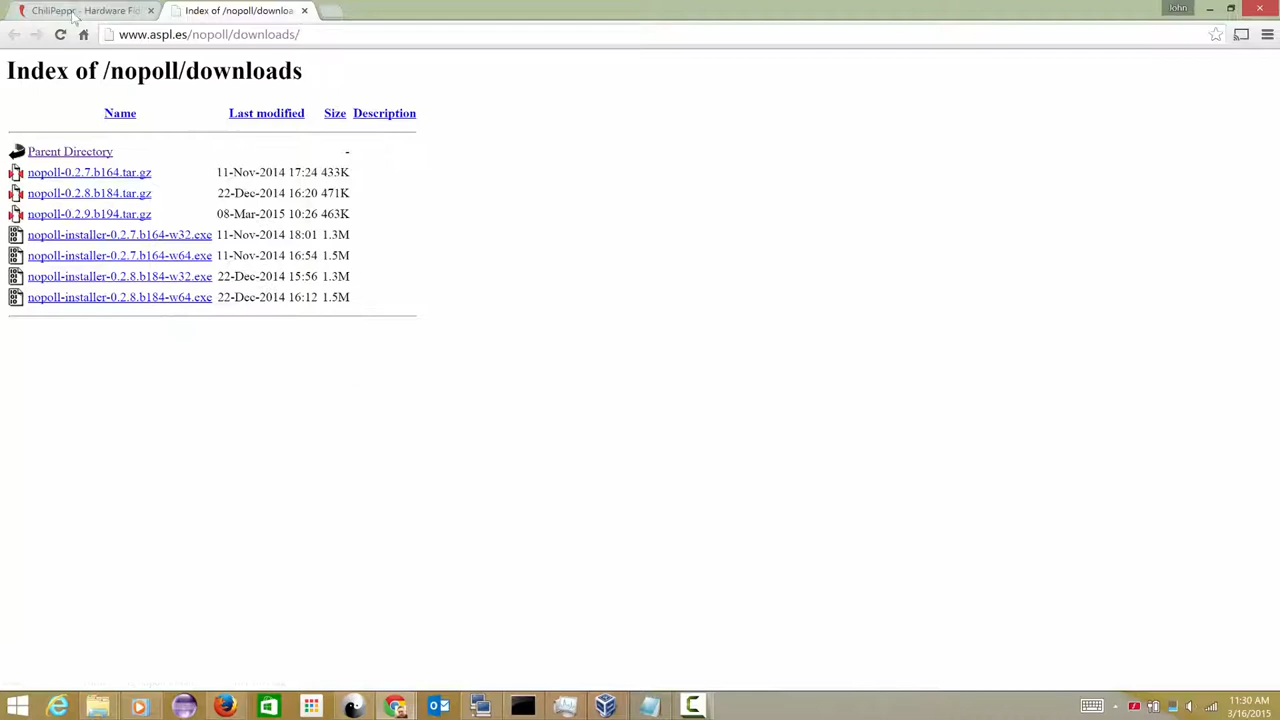 ChiliPeppr - Hardware Fid
Index of /nopoll/downloa
John
www.aspl.es/nopoll/downloads/
Index of /nopoll/downloads
Name Last modified Size Description
Parent Directory -
nopoll-0.2.7.b164.tar.gz 11-Nov-2014 17:24 433K
nopoll-0.2.8.b184.tar.gz 22-Dec-2014 16:20 471K
nopoll-0.2.9.b194.tar.gz 08-Mar-2015 10:26 463K
nopoll-installer-0.2.7.b164-w32.exe 11-Nov-2014 18:01 1.3M
nopoll-installer-0.2.7.b164-w64.exe 11-Nov-2014 16:54 1.5M
nopoll-installer-0.2.8.b184-w32.exe 22-Dec-2014 15:56 1.3M
nopoll-installer-0.2.8.b184-w64.exe 22-Dec-2014 16:12 1.5M
11:30 AM
3/16/2015